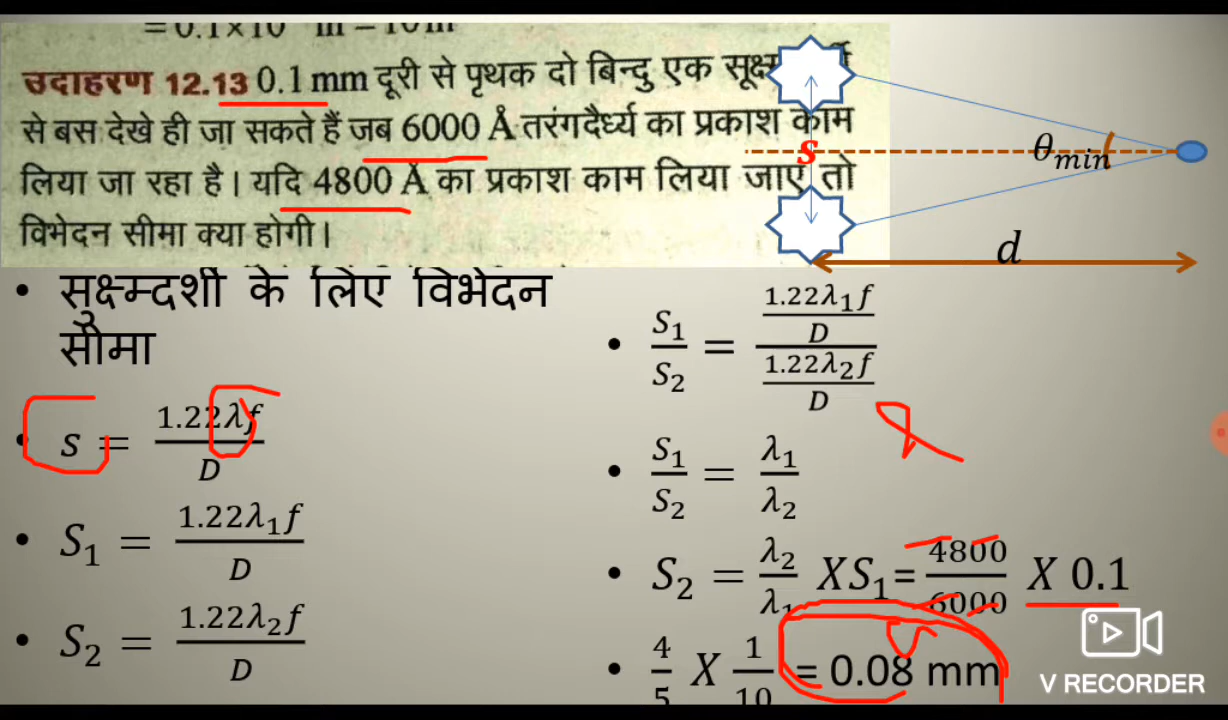 उदाहरण 12.13 0.1 mm दूरी से पृथक दो बिन्दु एक
से बस देखे ही जा सकते हैं जब 6000 Å तरंगदैर्ध्य का प्रकाश काम
लिया जा रहा है। यदि 4800 Å का प्रकाश काम लिया जाए तो
विभेदन सीमा क्या होगी।
s
θmin
d
• सुक्ष्म्दर्शी के लिए विभेदन
सीमा
• s = 1.22λf / D
• S₁ = 1.22λ₁f / D
• S₂ = 1.22λ₂f / D
• S₁/S₂ = (1.22λ₁f / D) / (1.22λ₂f / D)
• S₁/S₂ = λ₁/λ₂
• S₂ = λ₂/λ₁ XS₁= 4800/6000 X 0.1
• 4/5 X 1/10 = 0.08 mm
V RECORDER